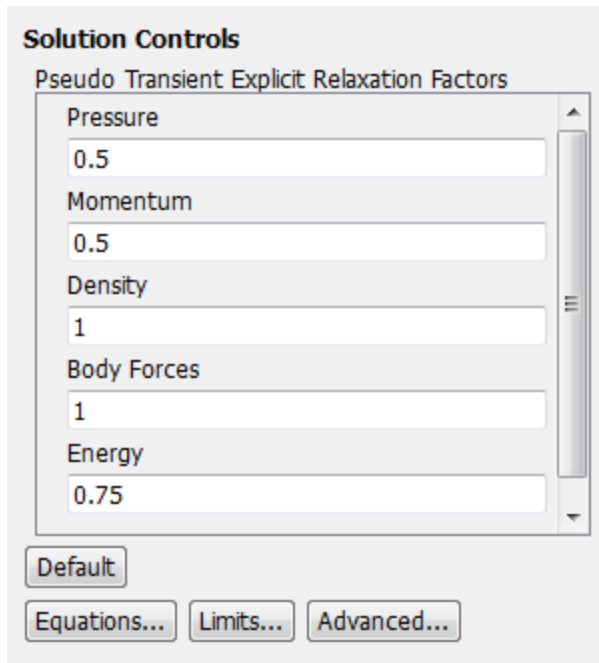 Solution Controls
Pseudo Transient Explicit Relaxation Factors
Pressure
0.5
Momentum
0.5
Density
1
Body Forces
1
Energy
0.75
Default
Equations... Limits... Advanced...